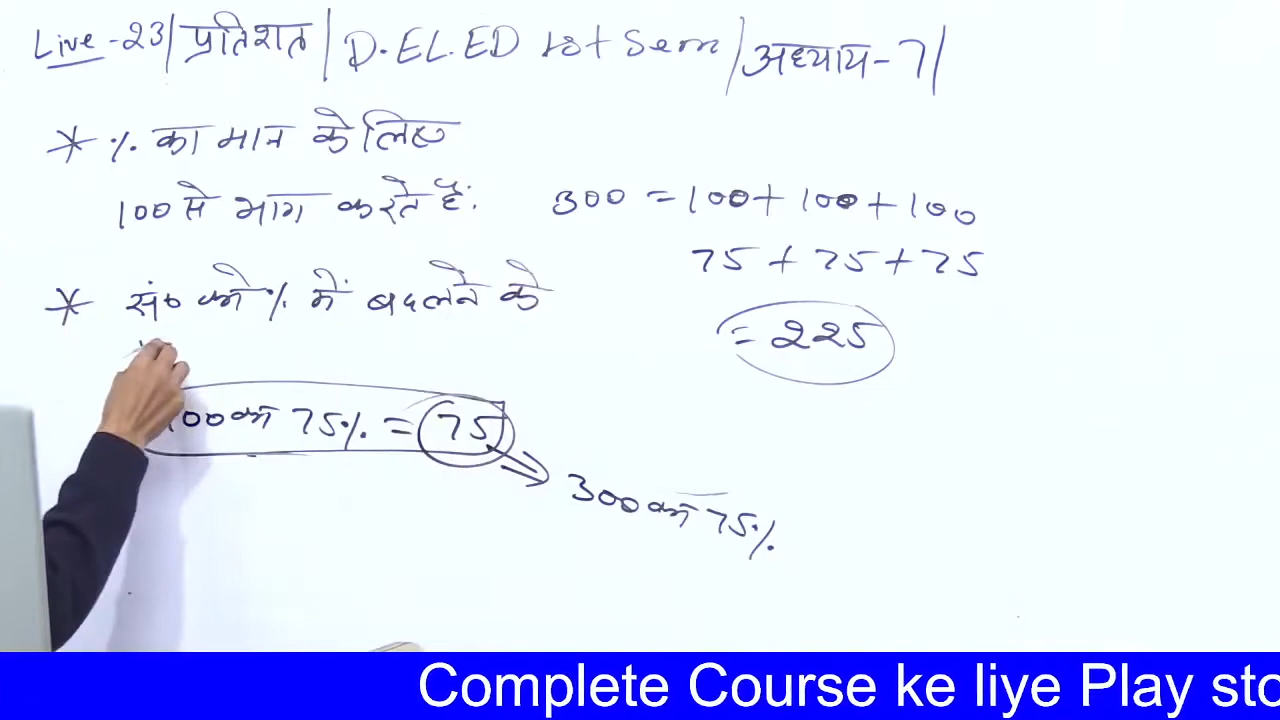 Live-23|प्रतिशत|D.EL.ED 1st Sem|अध्याय-7|
* % का मान के लिए
100 से भाग करते हैं:
* सं० को % में बदलने के
100 का 75% = 75
300 = 100 + 100 + 100
75 + 75 + 75
= 225
=> 300 का 75%
Complete Course ke liye Play sto